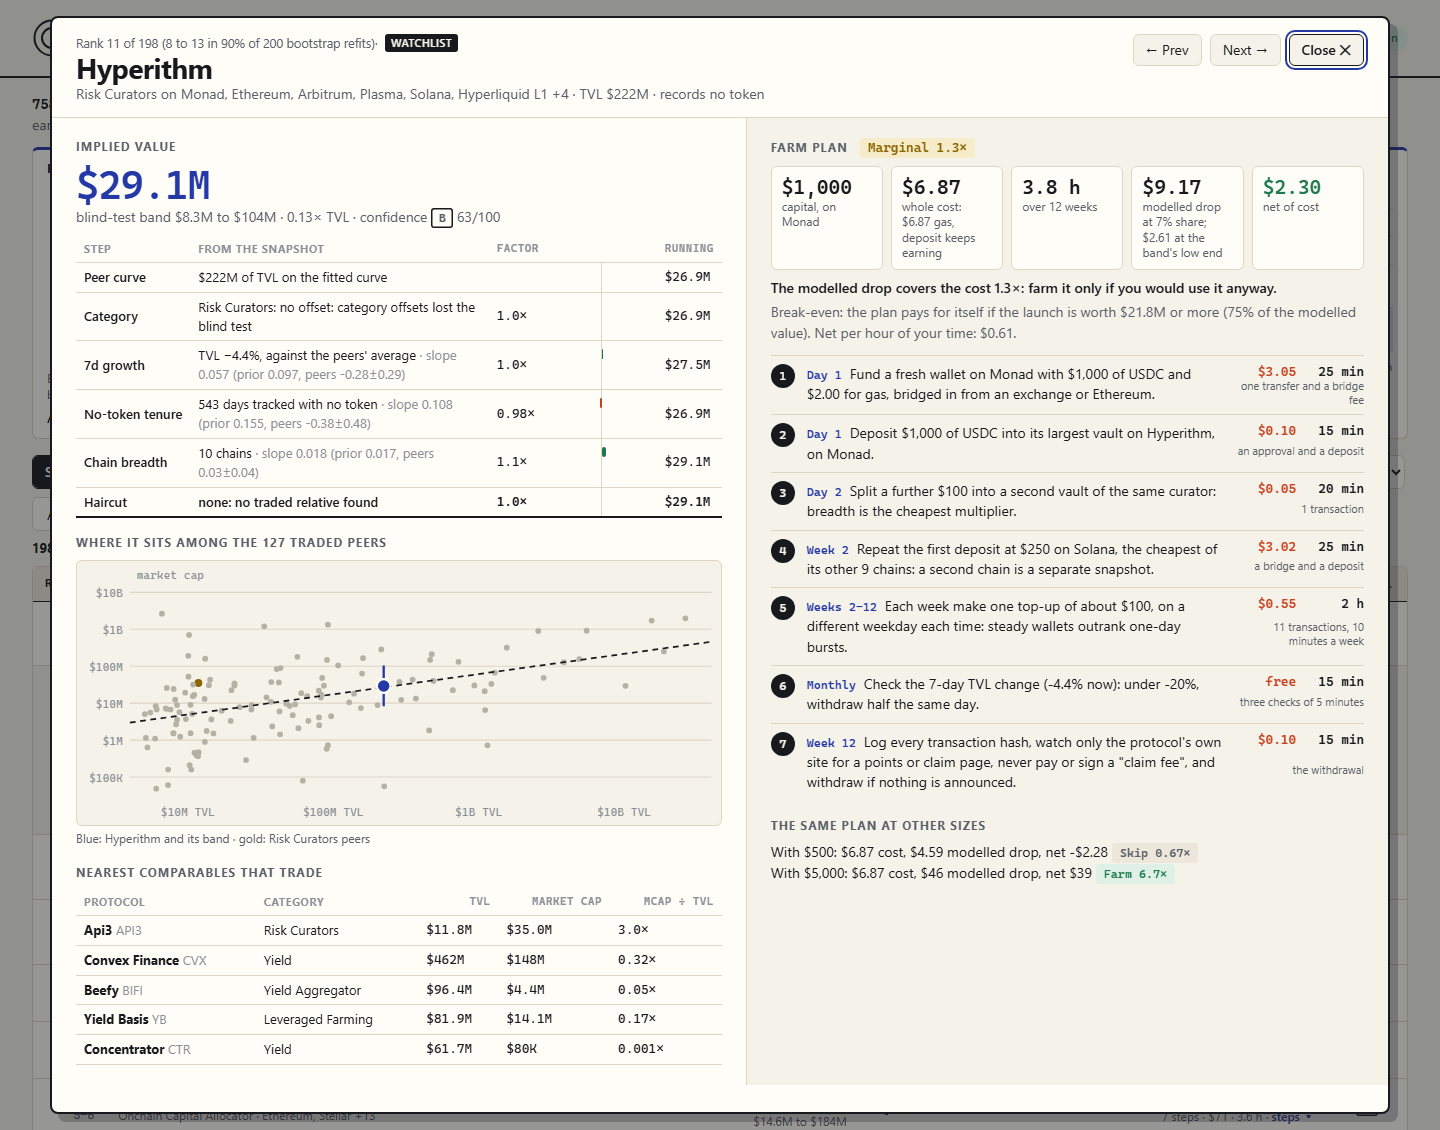 Rank 11 of 198 (8 to 13 in 90% of 200 bootstrap refits)· WATCHLIST
← Prev Next → Close ✕
Hyperithm
Risk Curators on Monad, Ethereum, Arbitrum, Plasma, Solana, Hyperliquid L1 +4 · TVL $222M · records no token
IMPLIED VALUE
$29.1M
blind-test band $8.3M to $104M · 0.13× TVL · confidence B 63/100
STEP FROM THE SNAPSHOT FACTOR RUNNING
Peer curve $222M of TVL on the fitted curve $26.9M
Category Risk Curators: no offset: category offsets lost the blind test 1.0× $26.9M
7d growth TVL −4.4%, against the peers' average · slope 0.057 (prior 0.097, peers -0.28±0.29) 1.0× $27.5M
No-token tenure 543 days tracked with no token · slope 0.108 (prior 0.155, peers -0.38±0.48) 0.98× $26.9M
Chain breadth 10 chains · slope 0.018 (prior 0.017, peers 0.03±0.04) 1.1× $29.1M
Haircut none: no traded relative found 1.0× $29.1M
WHERE IT SITS AMONG THE 127 TRADED PEERS
market cap
$10B
$1B
$100M
$10M
$1M
$100K
$10M TVL $100M TVL $1B TVL $10B TVL
Blue: Hyperithm and its band · gold: Risk Curators peers
NEAREST COMPARABLES THAT TRADE
PROTOCOL CATEGORY TVL MARKET CAP MCAP ÷ TVL
Api3 API3 Risk Curators $11.8M $35.0M 3.0×
Convex Finance CVX Yield $462M $148M 0.32×
Beefy BIFI Yield Aggregator $96.4M $4.4M 0.05×
Yield Basis YB Leveraged Farming $81.9M $14.1M 0.17×
Concentrator CTR Yield $61.7M $80K 0.001×
FARM PLAN Marginal 1.3×
$1,000
capital, on
Monad
$6.87
whole cost:
$6.87 gas,
deposit keeps
earning
3.8 h
over 12 weeks
$9.17
modelled drop
at 7% share;
$2.61 at the
band's low end
$2.30
net of cost
The modelled drop covers the cost 1.3×: farm it only if you would use it anyway.
Break-even: the plan pays for itself if the launch is worth $21.8M or more (75% of the modelled
value). Net per hour of your time: $0.61.
1 Day 1 Fund a fresh wallet on Monad with $1,000 of USDC and
$2.00 for gas, bridged in from an exchange or Ethereum.
$3.05 25 min
one transfer and a bridge
fee
2 Day 1 Deposit $1,000 of USDC into its largest vault on Hyperithm,
on Monad.
$0.10 15 min
an approval and a deposit
3 Day 2 Split a further $100 into a second vault of the same curator:
breadth is the cheapest multiplier.
$0.05 20 min
1 transaction
4 Week 2 Repeat the first deposit at $250 on Solana, the cheapest of
its other 9 chains: a second chain is a separate snapshot.
$3.02 25 min
a bridge and a deposit
5 Weeks 2–12 Each week make one top-up of about $100, on a
different weekday each time: steady wallets outrank one-day
bursts.
$0.55 2 h
11 transactions, 10
minutes a week
6 Monthly Check the 7-day TVL change (-4.4% now): under -20%,
withdraw half the same day.
free 15 min
three checks of 5 minutes
7 Week 12 Log every transaction hash, watch only the protocol's own
site for a points or claim page, never pay or sign a "claim fee", and
withdraw if nothing is announced.
$0.10 15 min
the withdrawal
THE SAME PLAN AT OTHER SIZES
With $500: $6.87 cost, $4.59 modelled drop, net -$2.28 Skip 0.67×
With $5,000: $6.87 cost, $46 modelled drop, net $39 Farm 6.7×
Onchain Capital Allocator · Ethereum, Stellar +13
$14.6M to $184M
7 steps · $71 · 3.6 h · steps